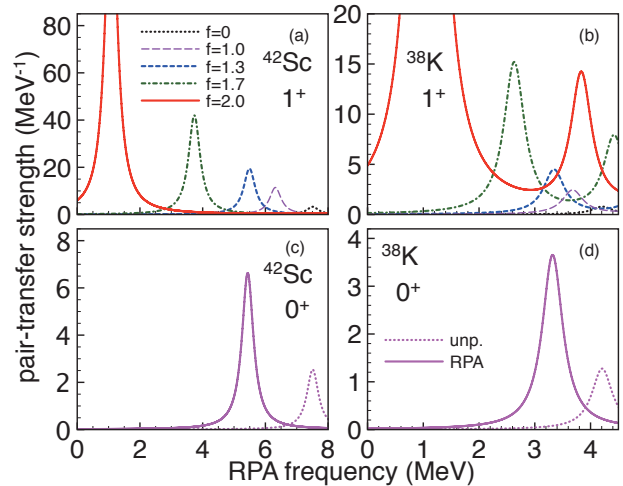 pair-transfer strength (MeV⁻¹)
80
60
40
20
0
f=0
f=1.0
f=1.3
f=1.7
f=2.0
(a)
⁴²Sc
1⁺
20
15
10
5
0
(b)
³⁸K
1⁺
8
6
4
2
0
(c)
⁴²Sc
0⁺
0 2 4 6 8
5
4
3
2
1
0
(d)
³⁸K
0⁺
unp.
RPA
0 1 2 3 4
RPA frequency (MeV)